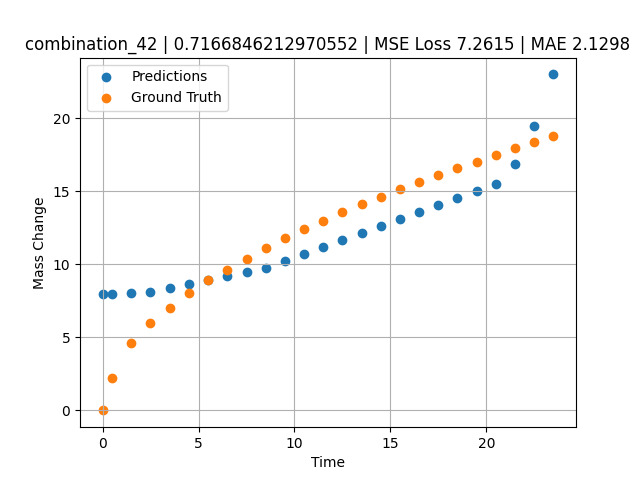 combination_42 | 0.7166846212970552 | MSE Loss 7.2615 | MAE 2.1298
Predictions
Ground Truth
Mass Change
20
15
10
5
0
0 5 10 15 20
Time